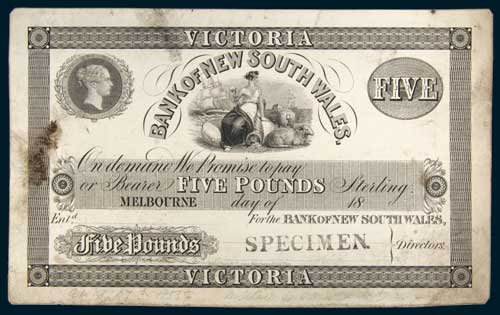 VICTORIA
BANK OF NEW SOUTH WALES.
FIVE
On demand We Promise to pay
or Bearer FIVE POUNDS Sterling.
MELBOURNE day of 18
Entd. For the BANK OF NEW SOUTH WALES,
Five Pounds SPECIMEN. Directors.
VICTORIA